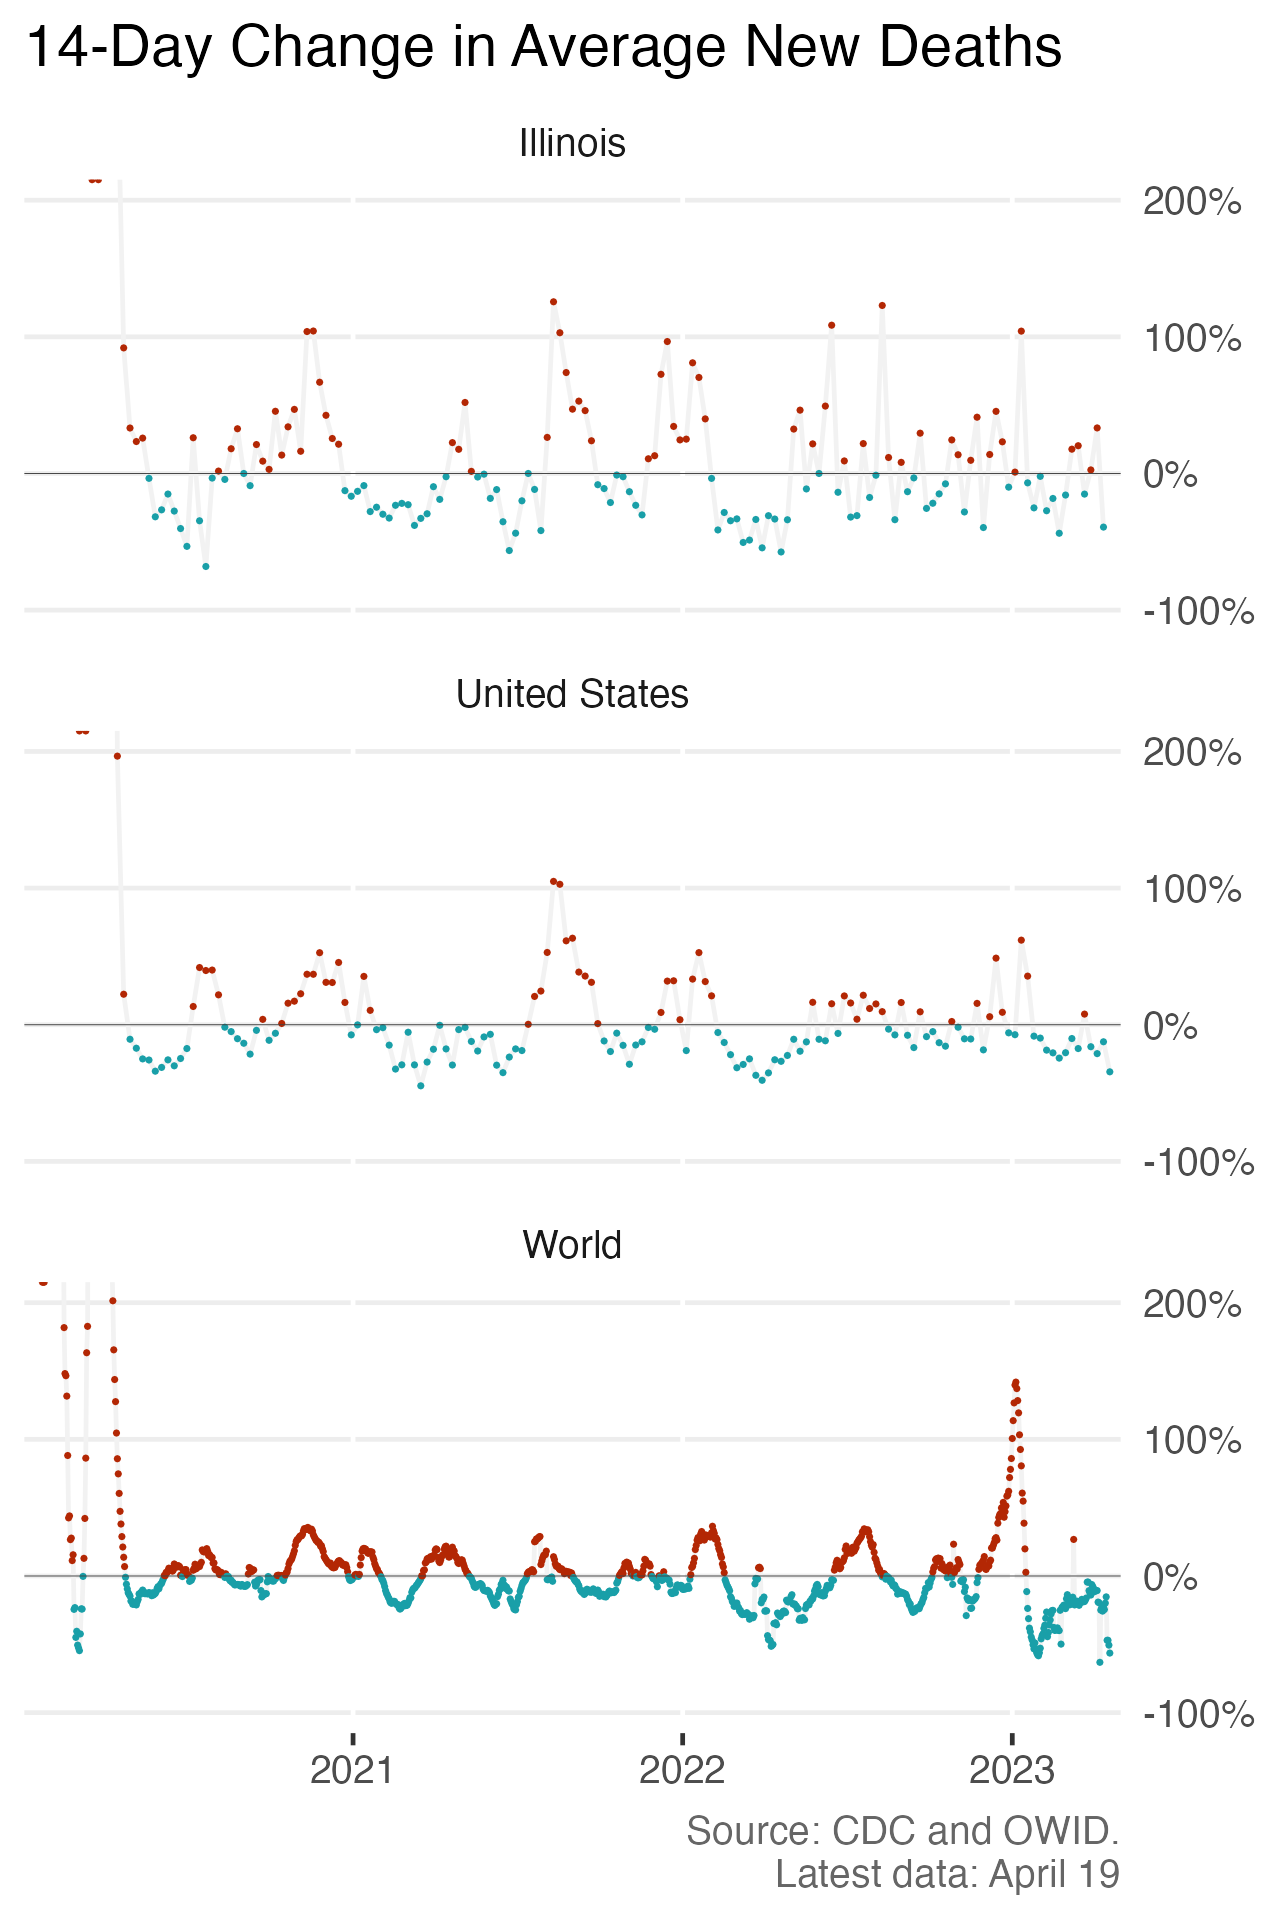 14-Day Change in Average New Deaths
Illinois
200%
100%
0%
-100%
United States
200%
100%
0%
-100%
World
200%
100%
0%
-100%
2021
2022
2023
Source: CDC and OWID.
Latest data: April 19